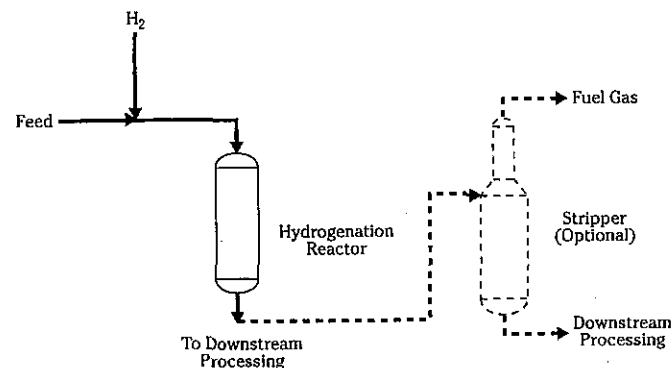 H₂
Feed
Fuel Gas
Hydrogenation
Reactor
Stripper
(Optional)
To Downstream
Processing
Downstream
Processing